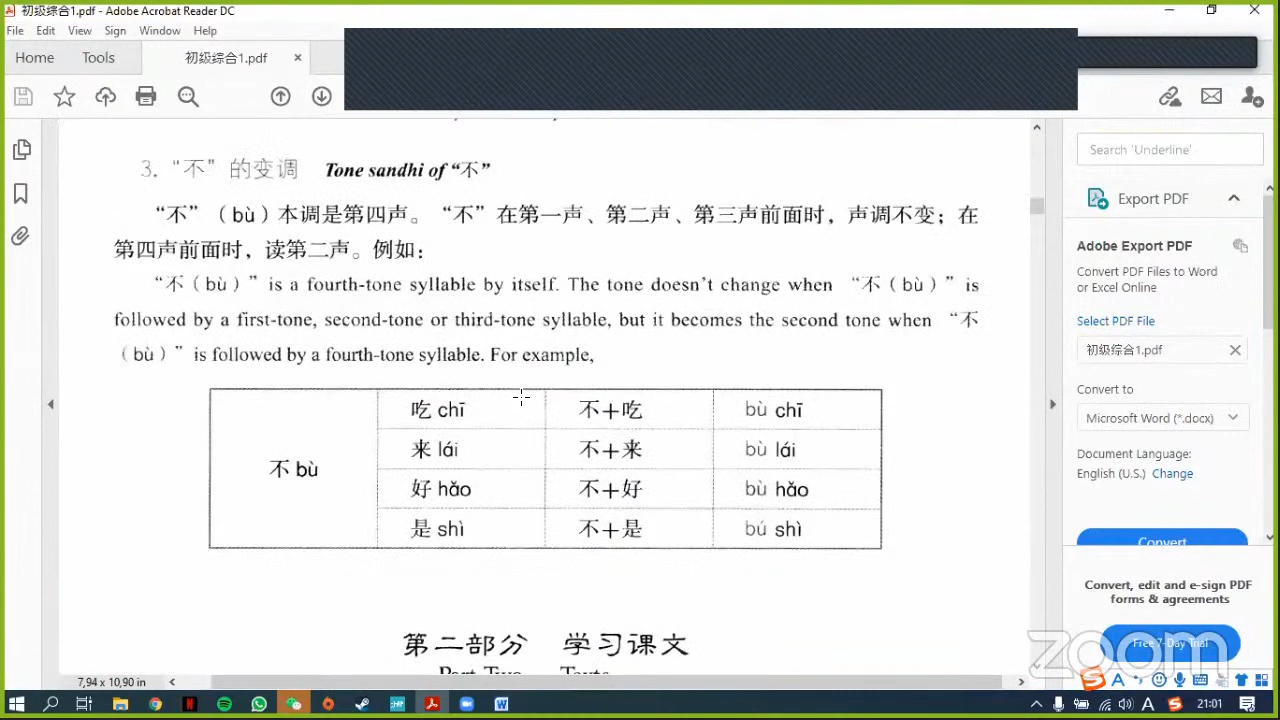 初级综合1.pdf - Adobe Acrobat Reader DC
File Edit View Sign Window Help
Home Tools 初级综合1.pdf ×
Search 'Underline'
3. “不” 的变调 Tone sandhi of “不”
“不” （bù）本调是第四声。 “不” 在第一声、第二声、第三声前面时，声调不变；在
第四声前面时，读第二声。例如：
“不（bù）” is a fourth-tone syllable by itself. The tone doesn't change when “不（bù）” is
followed by a first-tone, second-tone or third-tone syllable, but it becomes the second tone when “不
（bù）” is followed by a fourth-tone syllable. For example,
不 bù
吃 chī 不+吃 bù chī
来 lái 不+来 bù lái
好 hǎo 不+好 bù hǎo
是 shì 不+是 bú shì
第二部分 学习课文
Part Two Texts
Export PDF
Adobe Export PDF
Convert PDF Files to Word
or Excel Online
Select PDF File
初级综合1.pdf
Convert to
Microsoft Word (*.docx)
Document Language:
English (U.S.) Change
Convert
Convert, edit and e-sign PDF
forms & agreements
Free 7-Day Trial
zoom
7,94 x 10,90 in
21:01